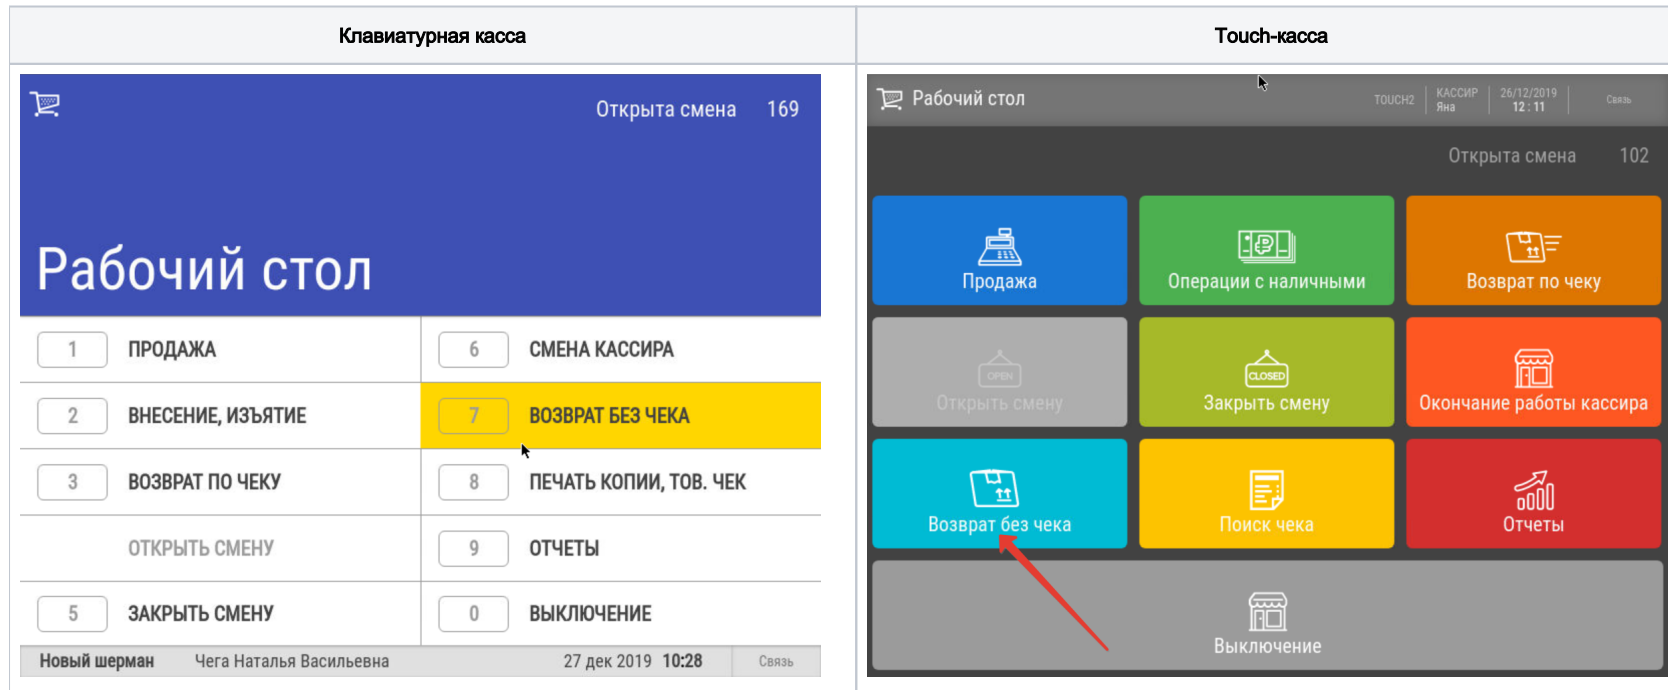 Клавиатурная касса
Touch-касса
Открыта смена 169
Рабочий стол
1 ПРОДАЖА
6 СМЕНА КАССИРА
2 ВНЕСЕНИЕ, ИЗЪЯТИЕ
7 ВОЗВРАТ БЕЗ ЧЕКА
3 ВОЗВРАТ ПО ЧЕКУ
8 ПЕЧАТЬ КОПИИ, ТОВ. ЧЕК
ОТКРЫТЬ СМЕНУ
9 ОТЧЕТЫ
5 ЗАКРЫТЬ СМЕНУ
0 ВЫКЛЮЧЕНИЕ
Новый шерман Чега Наталья Васильевна 27 дек 2019 10:28 Связь
Рабочий стол
TOUCH2
КАССИР
Яна
26/12/2019
12 : 11
Связь
Открыта смена 102
Продажа
Операции с наличными
Возврат по чеку
OPEN
Открыть смену
CLOSED
Закрыть смену
Окончание работы кассира
Возврат без чека
Поиск чека
Отчеты
Выключение